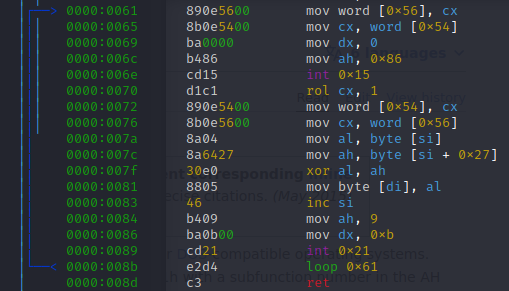 0000:0061 890e5600 mov word [0x56], cx
0000:0065 8b0e5400 mov cx, word [0x54]
0000:0069 ba0000 mov dx, 0
0000:006c b486 mov ah, 0x86
0000:006e cd15 int 0x15
0000:0070 d1c1 rol cx, 1
0000:0072 890e5400 mov word [0x54], cx
0000:0076 8b0e5600 mov cx, word [0x56]
0000:007a 8a04 mov al, byte [si]
0000:007c 8a6427 mov ah, byte [si + 0x27]
0000:007f 30e0 xor al, ah
0000:0081 8805 mov byte [di], al
0000:0083 46 inc si
0000:0084 b409 mov ah, 9
0000:0086 ba0b00 mov dx, 0xb
0000:0089 cd21 int 0x21
0000:008b e2d4 loop 0x61
0000:008d c3 ret